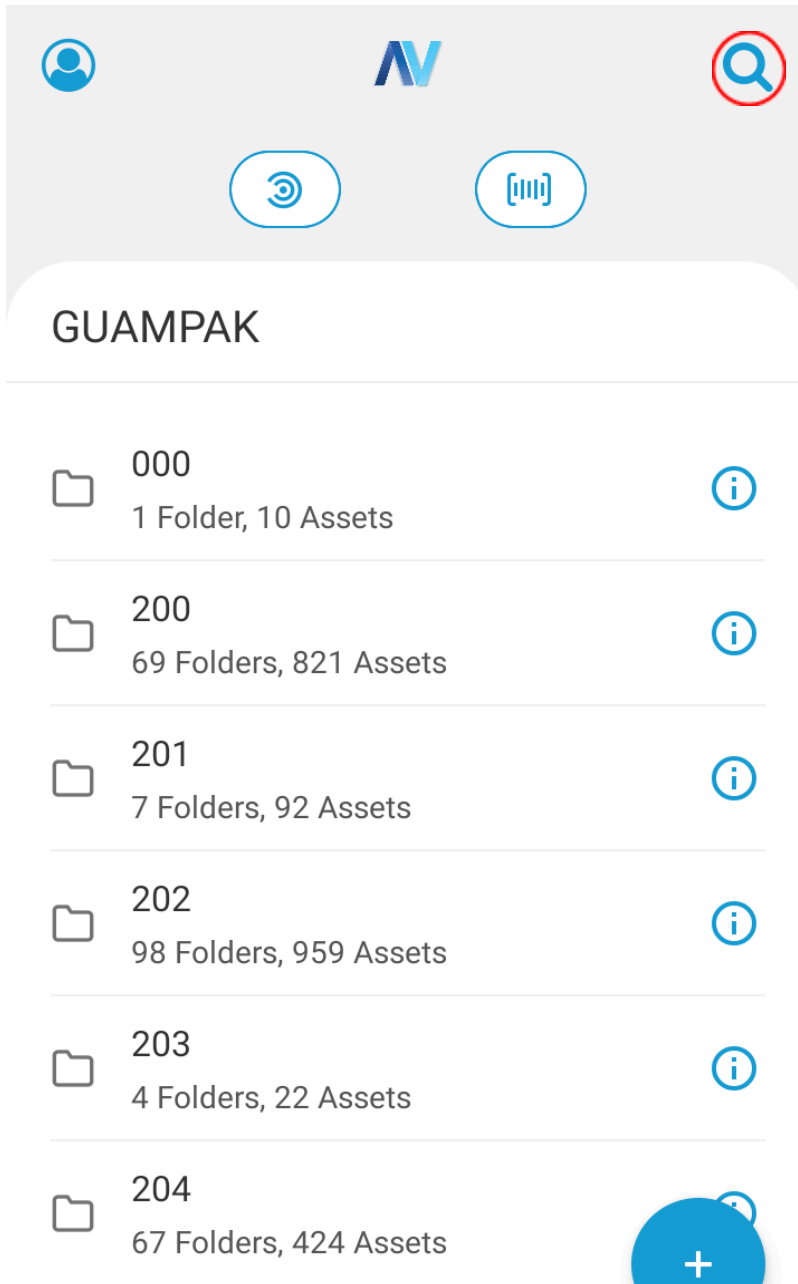 AV
GUAMPAK
000
1 Folder, 10 Assets
200
69 Folders, 821 Assets
201
7 Folders, 92 Assets
202
98 Folders, 959 Assets
203
4 Folders, 22 Assets
204
67 Folders, 424 Assets